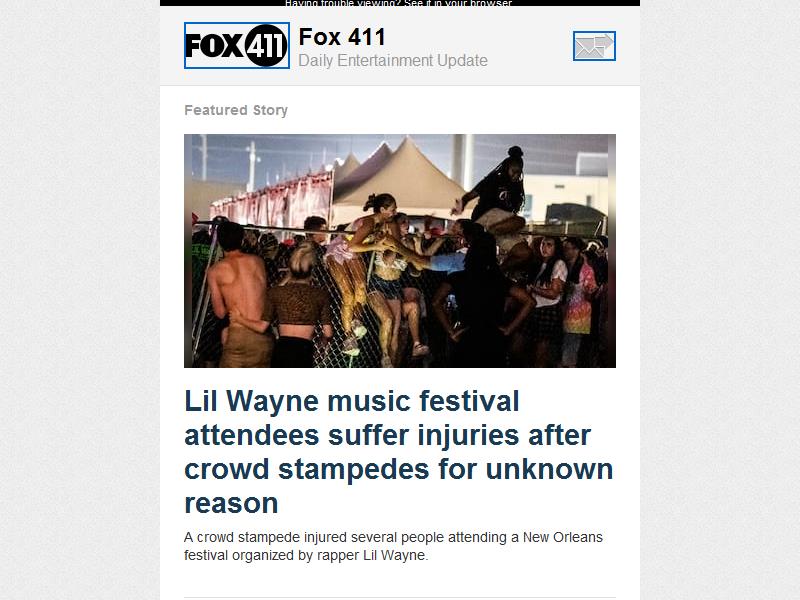 Having trouble viewing? See it in your browser
FOX 411
Fox 411
Daily Entertainment Update
Featured Story
Lil Wayne music festival
attendees suffer injuries after
crowd stampedes for unknown
reason
A crowd stampede injured several people attending a New Orleans
festival organized by rapper Lil Wayne.